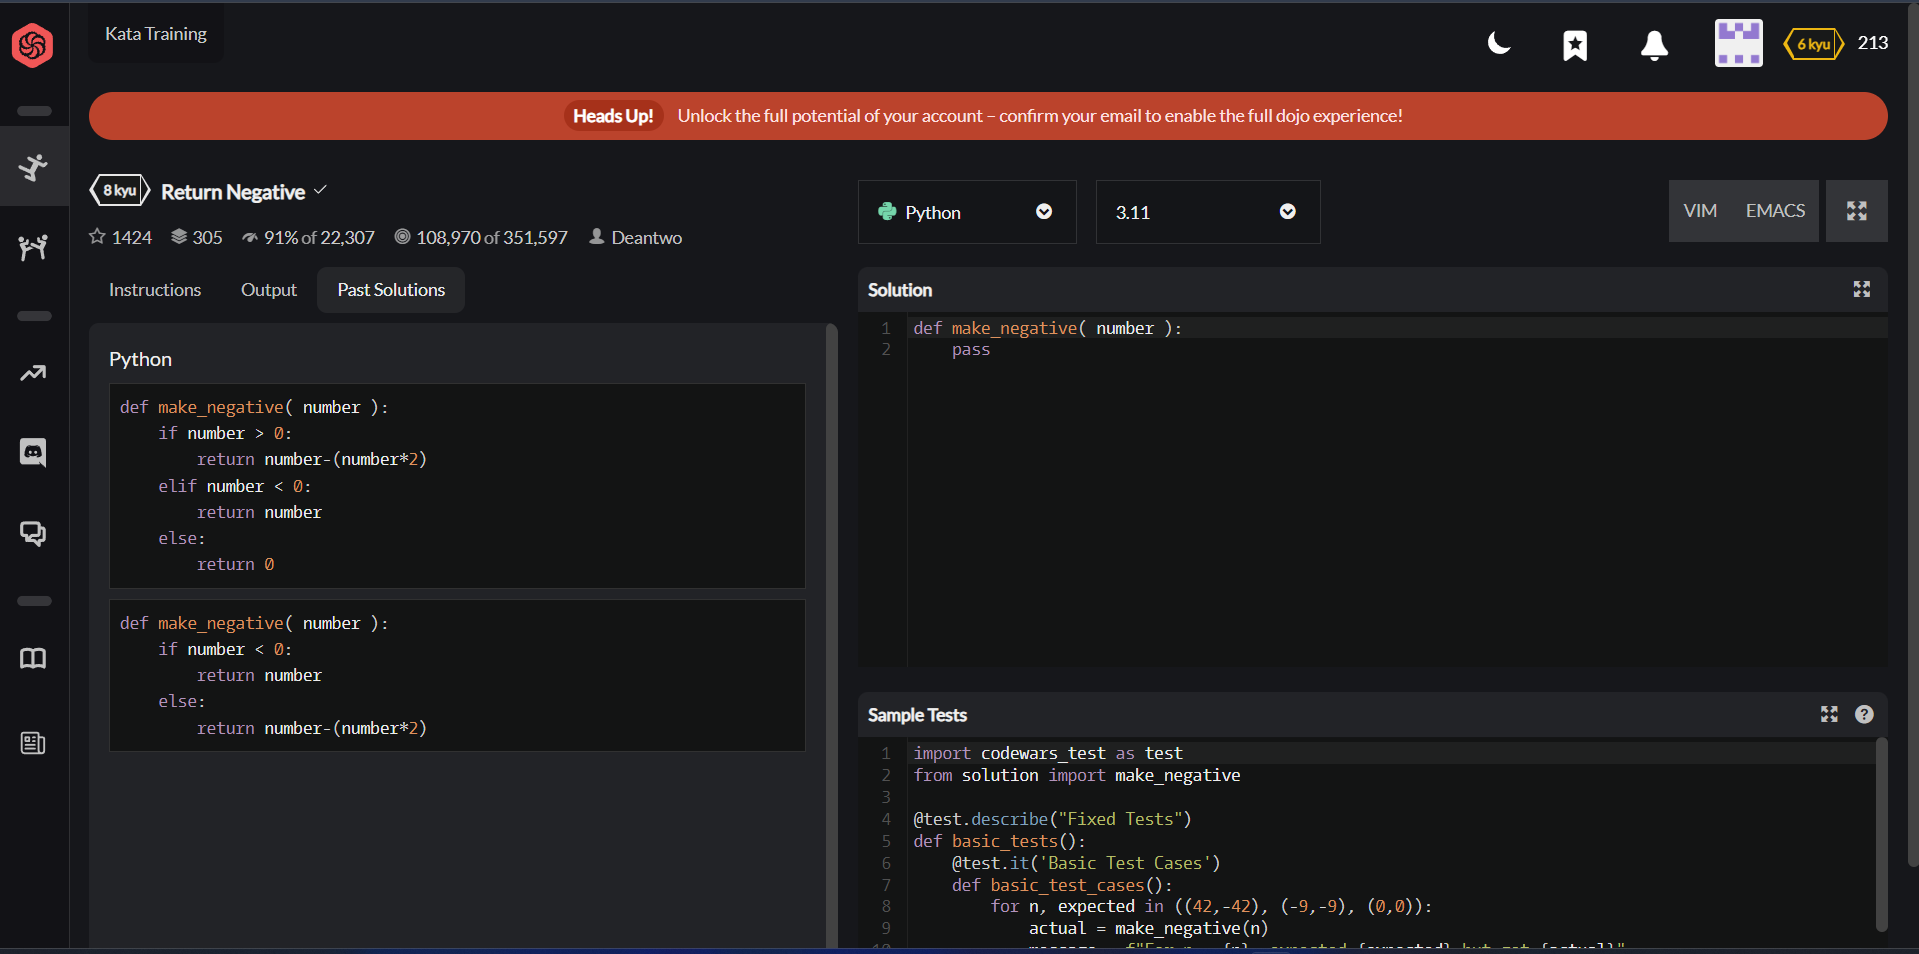 Kata Training
6 kyu 213
Heads Up! Unlock the full potential of your account – confirm your email to enable the full dojo experience!
8 kyu Return Negative
1424 305 91% of 22,307 108,970 of 351,597 Deantwo
Instructions Output Past Solutions
Python
def make_negative( number ):
    if number > 0:
        return number-(number*2)
    elif number < 0:
        return number
    else:
        return 0
def make_negative( number ):
    if number < 0:
        return number
    else:
        return number-(number*2)
Python 3.11 VIM EMACS
Solution
1 def make_negative( number ):
2     pass
Sample Tests
1 import codewars_test as test
2 from solution import make_negative
3
4 @test.describe("Fixed Tests")
5 def basic_tests():
6     @test.it('Basic Test Cases')
7     def basic_test_cases():
8         for n, expected in ((42,-42), (-9,-9), (0,0)):
9             actual = make_negative(n)